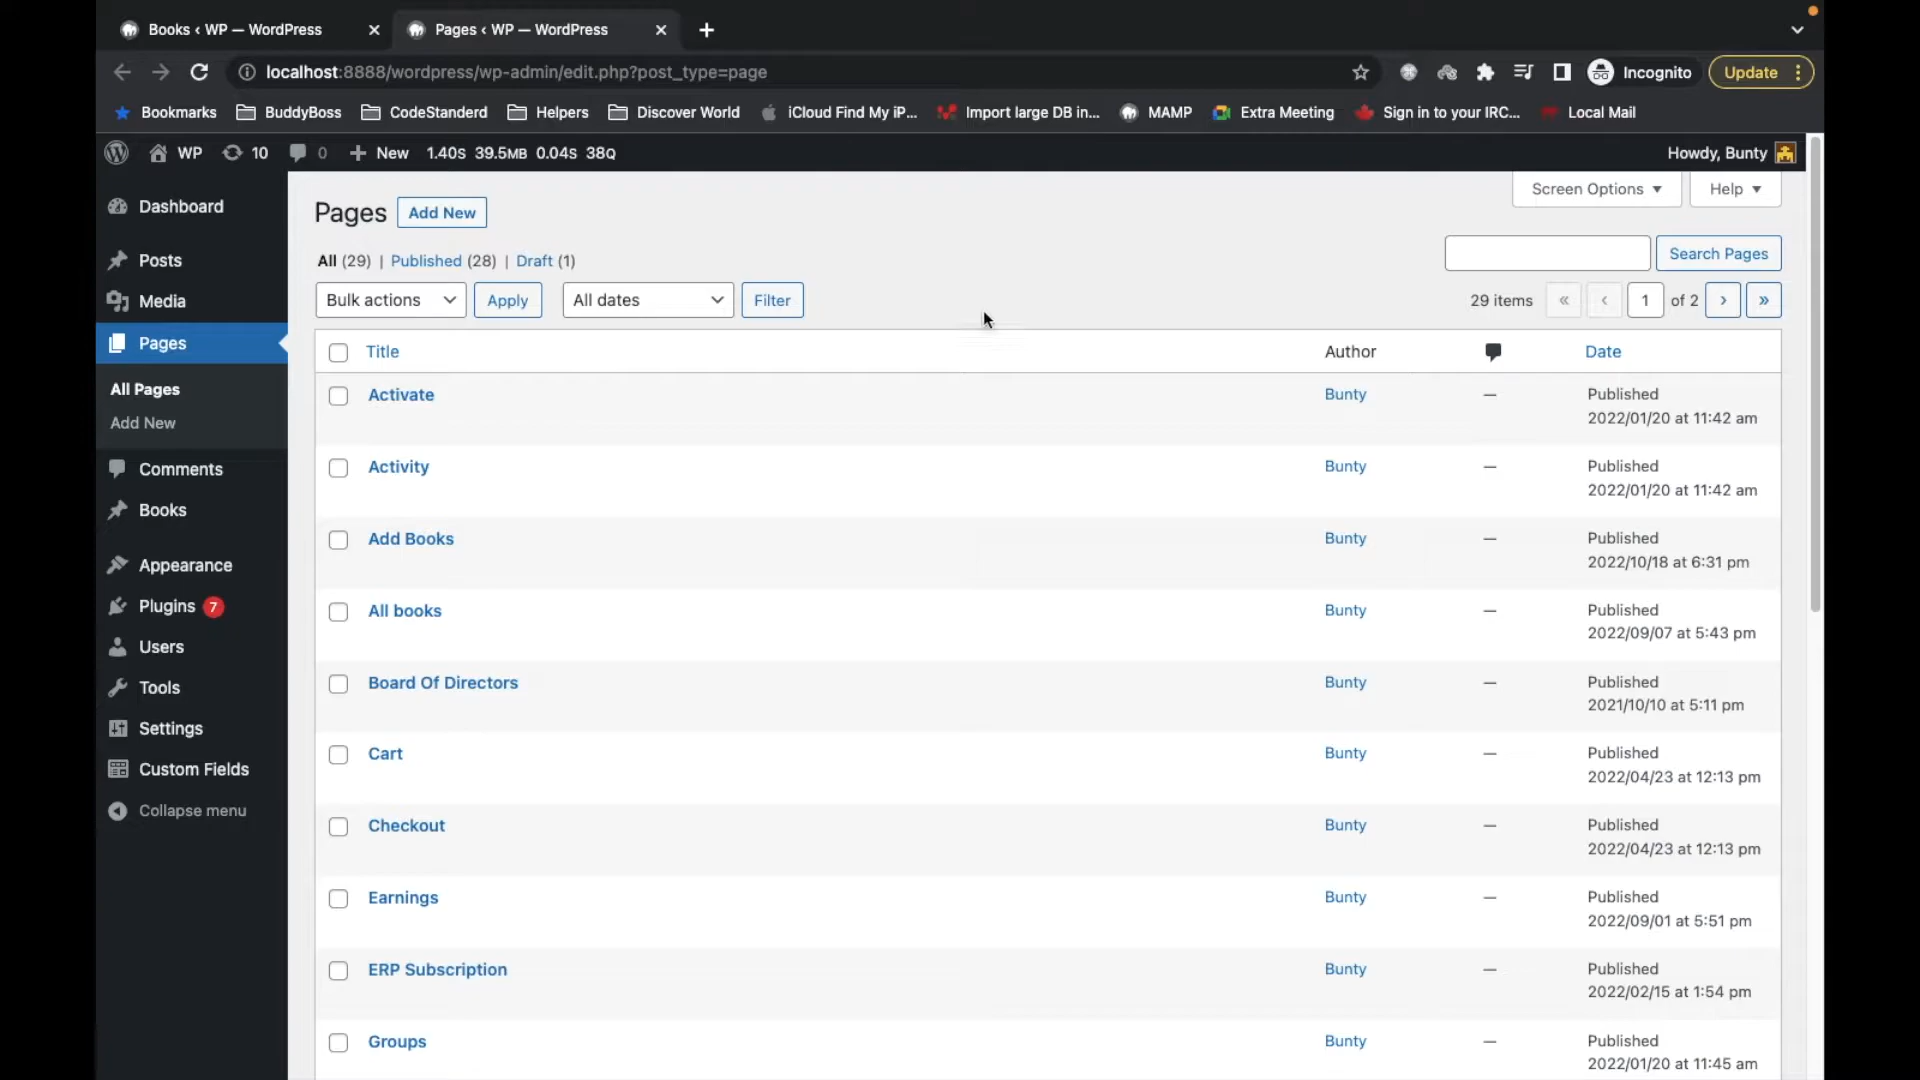 Books ‹ WP — WordPress
Pages ‹ WP — WordPress
localhost:8888/wordpress/wp-admin/edit.php?post_type=page
Incognito
Update
Bookmarks
BuddyBoss
CodeStanderd
Helpers
Discover World
iCloud Find My iP...
Import large DB in...
MAMP
Extra Meeting
Sign in to your IRC...
Local Mail
WP
10
0
New
1.40S 39.5MB 0.04S 38Q
Howdy, Bunty
Dashboard
Posts
Media
Pages
All Pages
Add New
Comments
Books
Appearance
Plugins 7
Users
Tools
Settings
Custom Fields
Collapse menu
Screen Options
Help
Pages
Add New
All (29) | Published (28) | Draft (1)
Search Pages
Bulk actions
Apply
All dates
Filter
29 items
«
‹
1
of 2
›
»
Title
Author
Date
Activate
Bunty
—
Published
2022/01/20 at 11:42 am
Activity
Bunty
—
Published
2022/01/20 at 11:42 am
Add Books
Bunty
—
Published
2022/10/18 at 6:31 pm
All books
Bunty
—
Published
2022/09/07 at 5:43 pm
Board Of Directors
Bunty
—
Published
2021/10/10 at 5:11 pm
Cart
Bunty
—
Published
2022/04/23 at 12:13 pm
Checkout
Bunty
—
Published
2022/04/23 at 12:13 pm
Earnings
Bunty
—
Published
2022/09/01 at 5:51 pm
ERP Subscription
Bunty
—
Published
2022/02/15 at 1:54 pm
Groups
Bunty
—
Published
2022/01/20 at 11:45 am